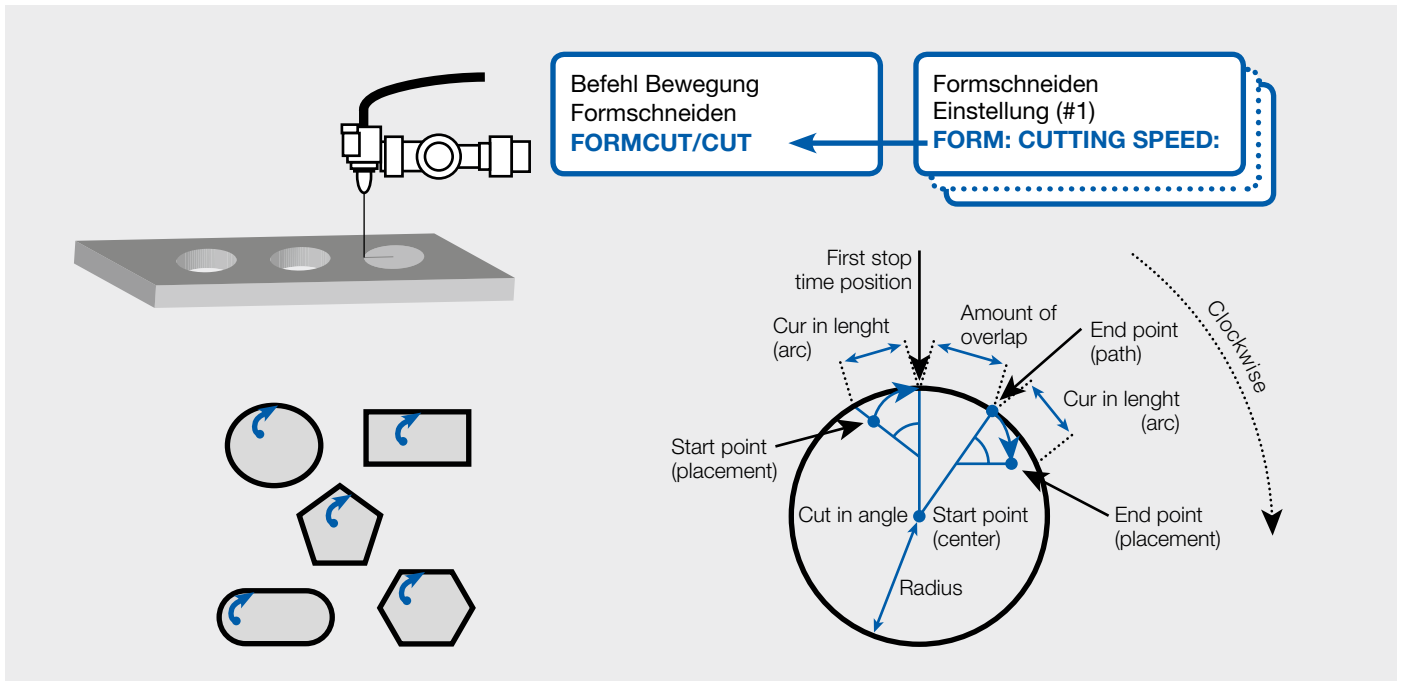 Befehl Bewegung
Formschneiden
FORMCUT/CUT
Formschneiden
Einstellung (#1)
FORM: CUTTING SPEED:
First stop
time position
Cur in lenght
(arc)
Amount of
overlap
End point
(path)
Clockwise
Cur in lenght
(arc)
Start point
(placement)
Cut in angle
Start point
(center)
End point
(placement)
Radius